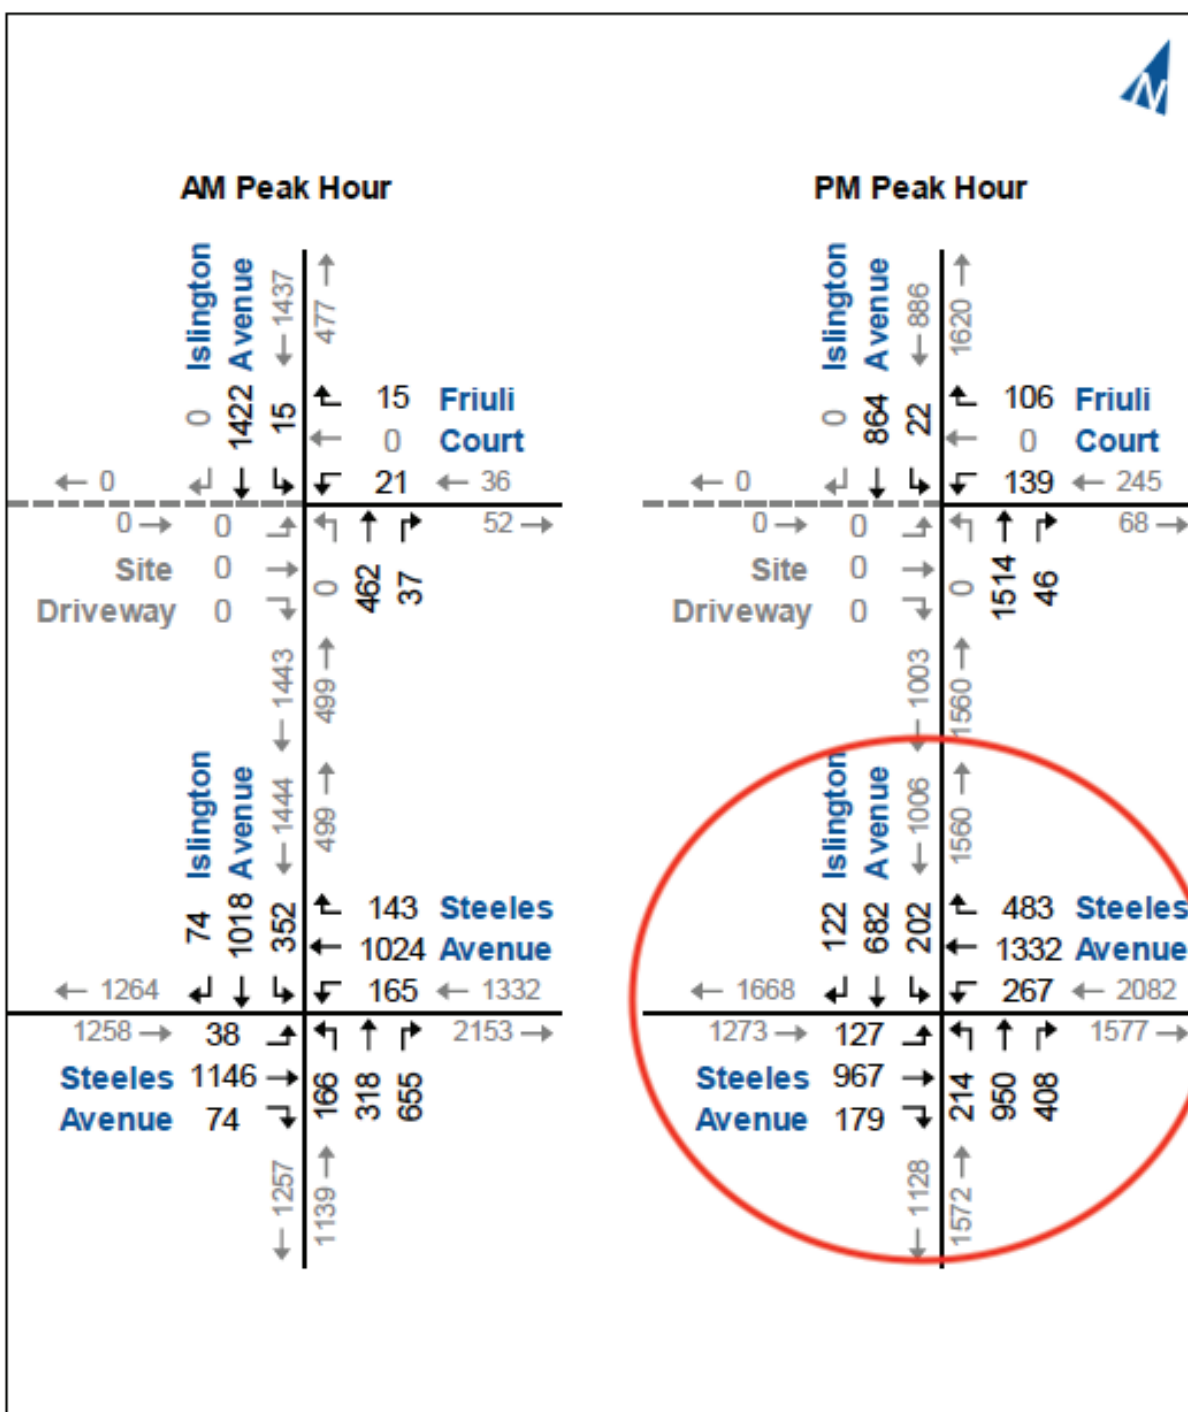 N
AM Peak Hour
PM Peak Hour
Islington
Avenue
1437
477
0
1422
15
15 Friuli
0 Court
21
36
0
0
0
52
Site 0
Driveway 0
0
462
37
1443
499
Islington
Avenue
1444
499
74
1018
352
143 Steeles
1024 Avenue
165
1332
1264
1258
38
2153
Steeles 1146
Avenue 74
166
318
655
1257
1139
Islington
Avenue
886
1620
0
864
22
106 Friuli
0 Court
139
245
0
0
0
68
Site 0
Driveway 0
0
1514
46
1003
1560
Islington
Avenue
1006
1560
122
682
202
483 Steeles
1332 Avenue
267
2082
1668
1273
127
1577
Steeles 967
Avenue 179
214
950
408
1128
1572